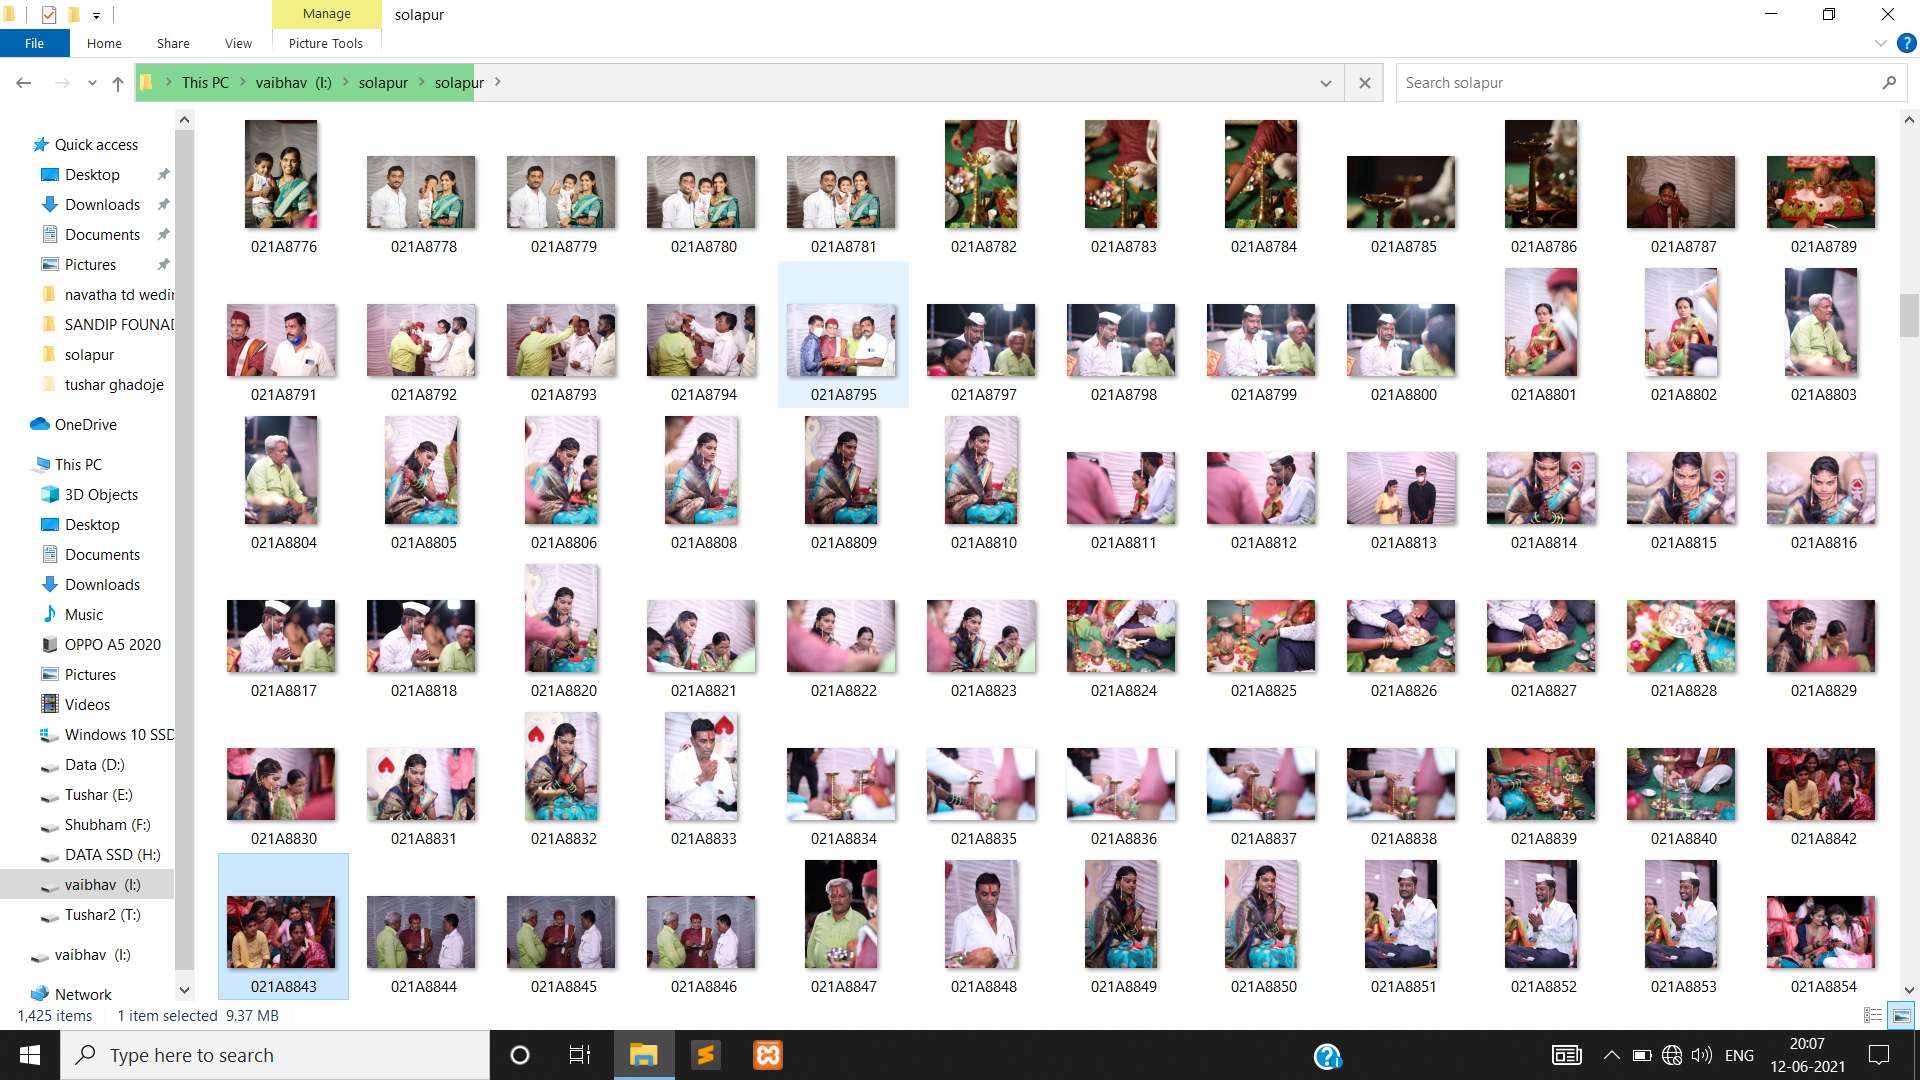 Manage
solapur
File
Home
Share
View
Picture Tools
This PC
vaibhav (I:)
solapur
solapur
Search solapur
Quick access
Desktop
Downloads
Documents
Pictures
navatha td wedin
SANDIP FOUNAD
solapur
tushar ghadoje
OneDrive
This PC
3D Objects
Desktop
Documents
Downloads
Music
OPPO A5 2020
Pictures
Videos
Windows 10 SSD
Data (D:)
Tushar (E:)
Shubham (F:)
DATA SSD (H:)
vaibhav (I:)
Tushar2 (T:)
vaibhav (I:)
Network
021A8776 021A8778 021A8779 021A8780 021A8781 021A8782 021A8783 021A8784 021A8785 021A8786 021A8787 021A8789
021A8791 021A8792 021A8793 021A8794 021A8795 021A8797 021A8798 021A8799 021A8800 021A8801 021A8802 021A8803
021A8804 021A8805 021A8806 021A8808 021A8809 021A8810 021A8811 021A8812 021A8813 021A8814 021A8815 021A8816
021A8817 021A8818 021A8820 021A8821 021A8822 021A8823 021A8824 021A8825 021A8826 021A8827 021A8828 021A8829
021A8830 021A8831 021A8832 021A8833 021A8834 021A8835 021A8836 021A8837 021A8838 021A8839 021A8840 021A8842
021A8843 021A8844 021A8845 021A8846 021A8847 021A8848 021A8849 021A8850 021A8851 021A8852 021A8853 021A8854
1,425 items 1 item selected 9.37 MB
Type here to search
ENG
20:07
12-06-2021